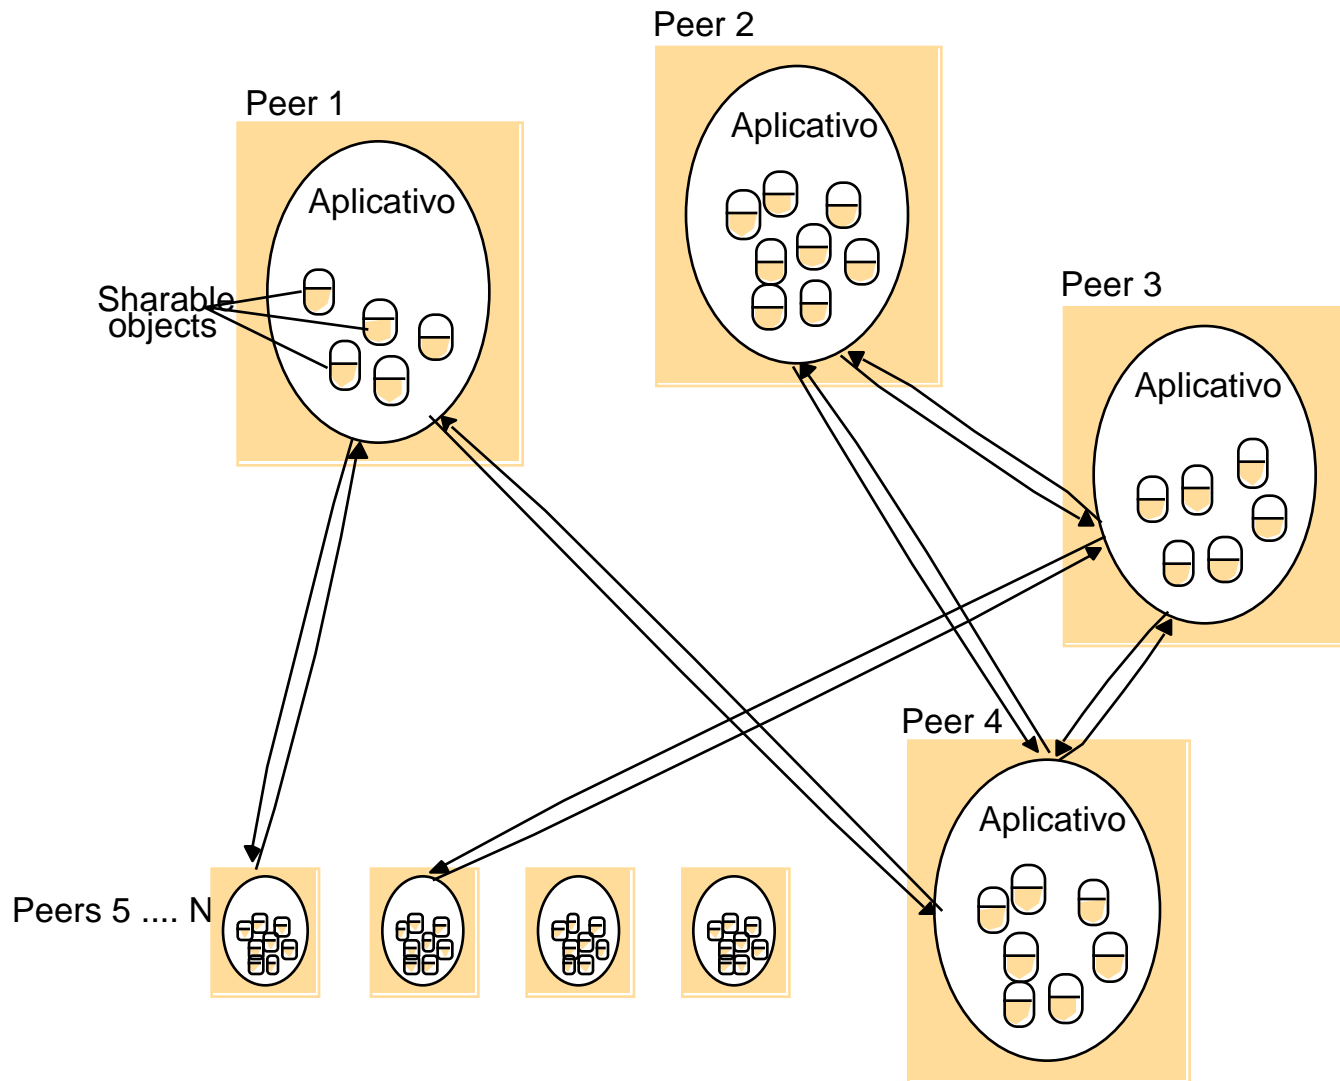 Peer 2
Peer 1
Aplicativo
Aplicativo
Sharable
objects
Peer 3
Aplicativo
Peer 4
Aplicativo
Peers 5 .... N